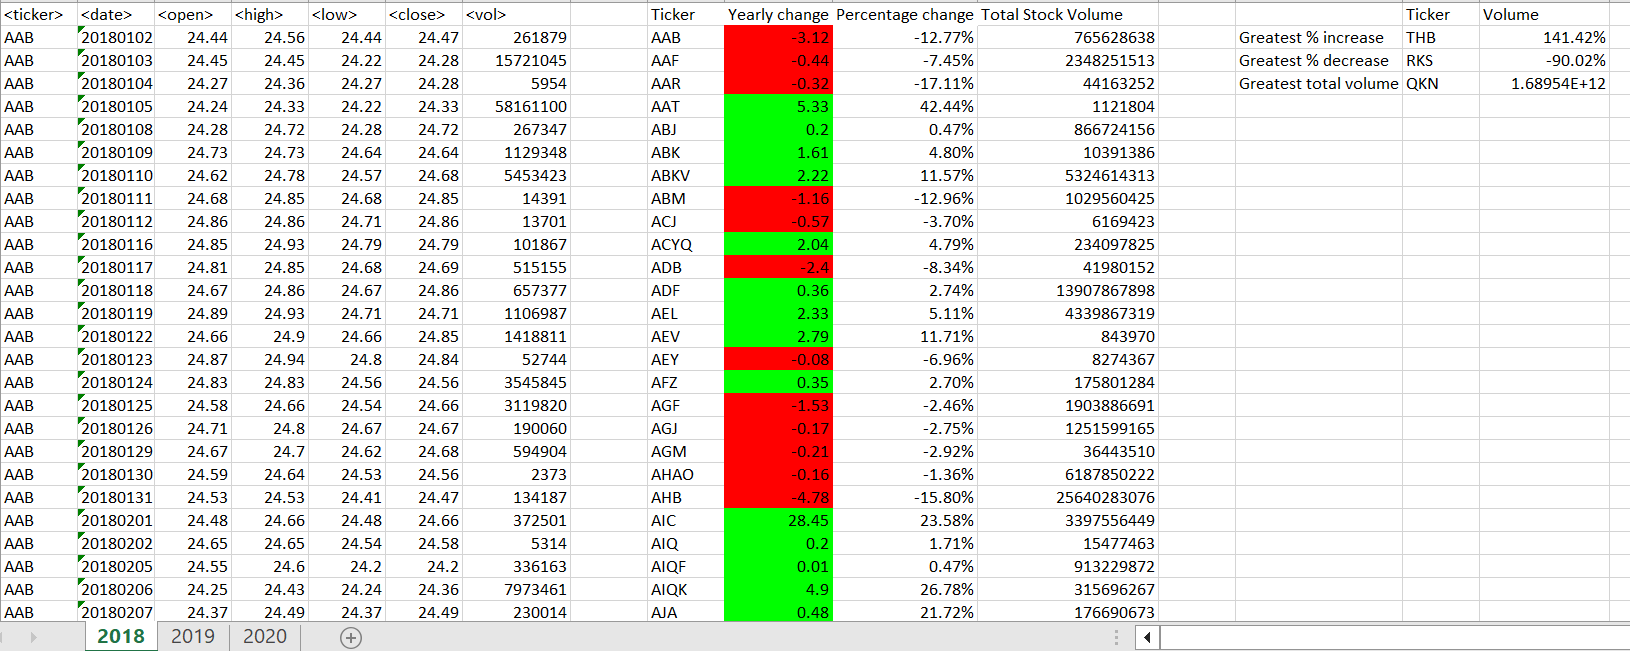 <ticker> <date> <open> <high> <low> <close> <vol> Ticker Yearly change Percentage change Total Stock Volume Ticker Volume
AAB 20180102 24.44 24.56 24.44 24.47 261879 AAB -3.12 -12.77% 765628638 Greatest % increase THB 141.42%
AAB 20180103 24.45 24.45 24.22 24.28 15721045 AAF -0.44 -7.45% 2348251513 Greatest % decrease RKS -90.02%
AAB 20180104 24.27 24.36 24.27 24.28 5954 AAR -0.32 -17.11% 44163252 Greatest total volume QKN 1.68954E+12
AAB 20180105 24.24 24.33 24.22 24.33 58161100 AAT 5.33 42.44% 1121804
AAB 20180108 24.28 24.72 24.28 24.72 267347 ABJ 0.2 0.47% 866724156
AAB 20180109 24.73 24.73 24.64 24.64 1129348 ABK 1.61 4.80% 10391386
AAB 20180110 24.62 24.78 24.57 24.68 5453423 ABKV 2.22 11.57% 5324614313
AAB 20180111 24.68 24.85 24.68 24.85 14391 ABM -1.16 -12.96% 1029560425
AAB 20180112 24.86 24.86 24.71 24.86 13701 ACJ -0.57 -3.70% 6169423
AAB 20180116 24.85 24.93 24.79 24.79 101867 ACYQ 2.04 4.79% 234097825
AAB 20180117 24.81 24.85 24.68 24.69 515155 ADB -2.4 -8.34% 41980152
AAB 20180118 24.67 24.86 24.67 24.86 657377 ADF 0.36 2.74% 13907867898
AAB 20180119 24.89 24.93 24.71 24.71 1106987 AEL 2.33 5.11% 4339867319
AAB 20180122 24.66 24.9 24.66 24.85 1418811 AEV 2.79 11.71% 843970
AAB 20180123 24.87 24.94 24.8 24.84 52744 AEY -0.08 -6.96% 8274367
AAB 20180124 24.83 24.83 24.56 24.56 3545845 AFZ 0.35 2.70% 175801284
AAB 20180125 24.58 24.66 24.54 24.66 3119820 AGF -1.53 -2.46% 1903886691
AAB 20180126 24.71 24.8 24.67 24.67 190060 AGJ -0.17 -2.75% 1251599165
AAB 20180129 24.67 24.7 24.62 24.68 594904 AGM -0.21 -2.92% 36443510
AAB 20180130 24.59 24.64 24.53 24.56 2373 AHAO -0.16 -1.36% 6187850222
AAB 20180131 24.53 24.53 24.41 24.47 134187 AHB -4.78 -15.80% 25640283076
AAB 20180201 24.48 24.66 24.48 24.66 372501 AIC 28.45 23.58% 3397556449
AAB 20180202 24.65 24.65 24.54 24.58 5314 AIQ 0.2 1.71% 15477463
AAB 20180205 24.55 24.6 24.2 24.2 336163 AIQF 0.01 0.47% 913229872
AAB 20180206 24.25 24.43 24.24 24.36 7973461 AIQK 4.9 26.78% 315696267
AAB 20180207 24.37 24.49 24.37 24.49 230014 AJA 0.48 21.72% 176690673
2018 2019 2020